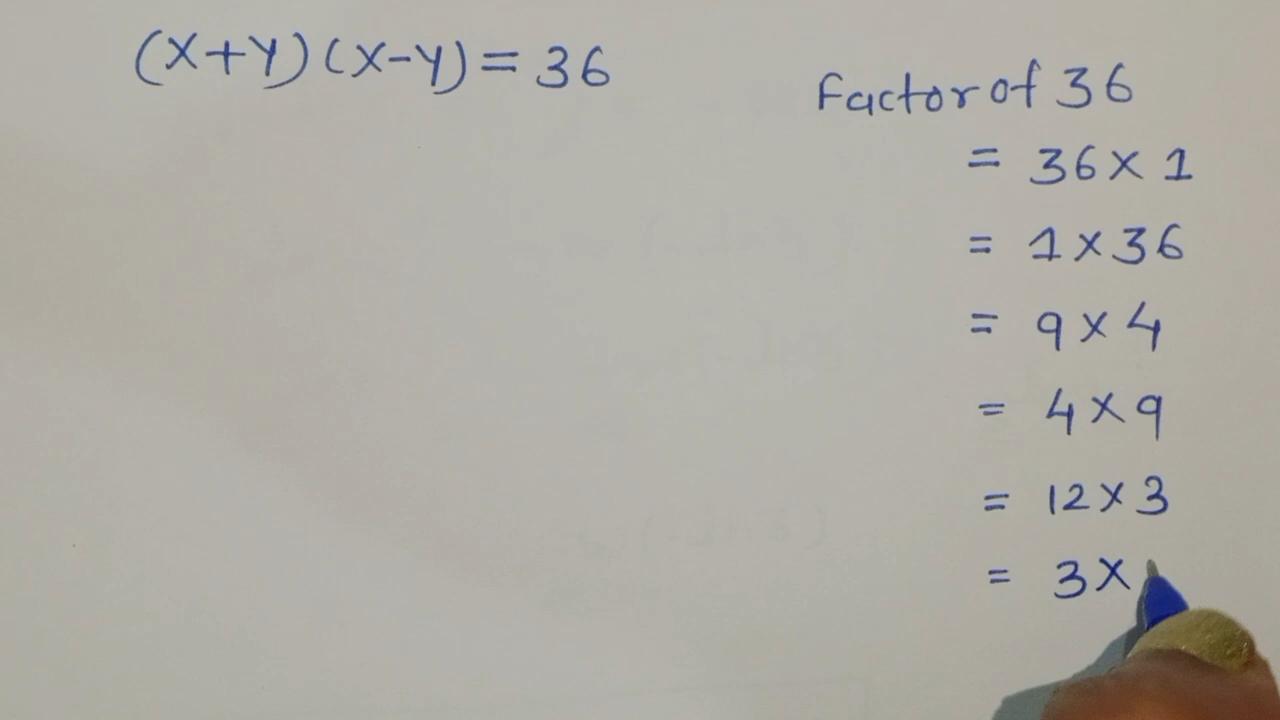 (X+Y)(X-Y)=36
Factor of 36
= 36 × 1
= 1 × 36
= 9 × 4
= 4 × 9
= 12 × 3
= 3 ×